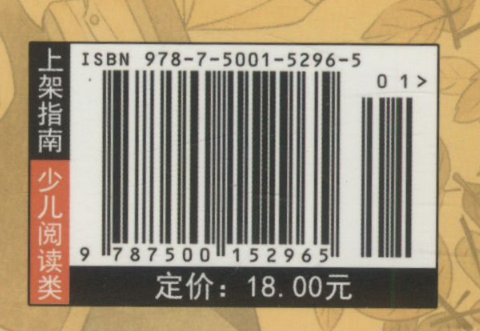 上架指南
少儿阅读类
ISBN 978-7-5001-5296-5
01>
9 787500 152965
定价：18.00元